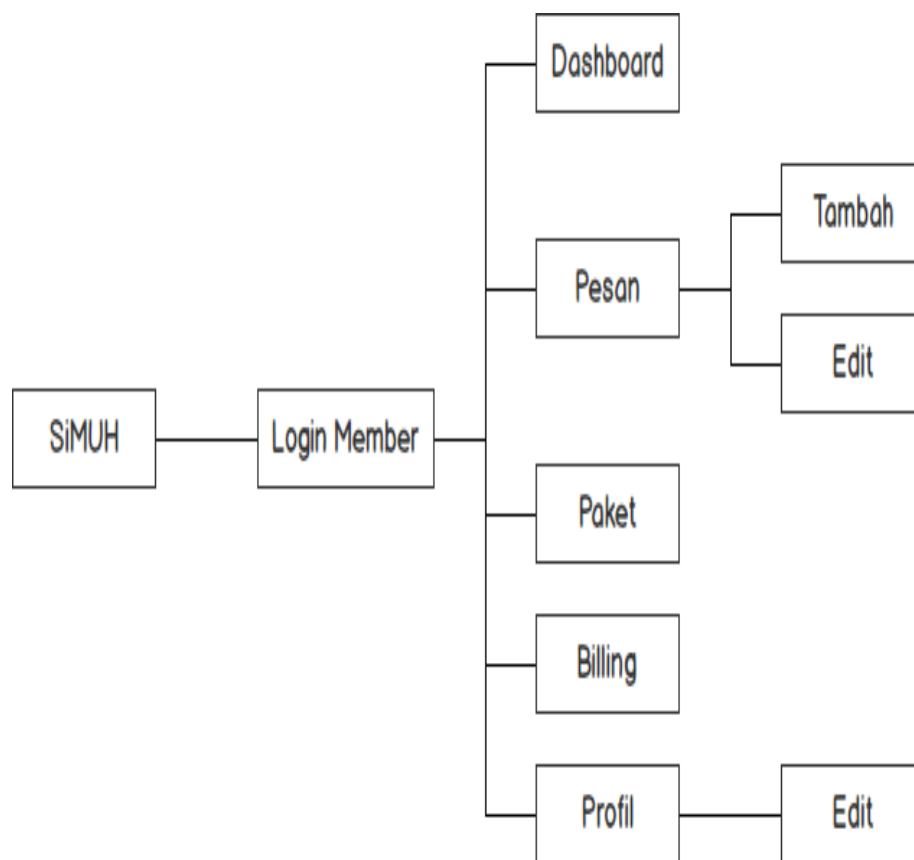 Dashboard
Tambah
Pesan
Edit
SiMUH
Login Member
Paket
Billing
Profil
Edit